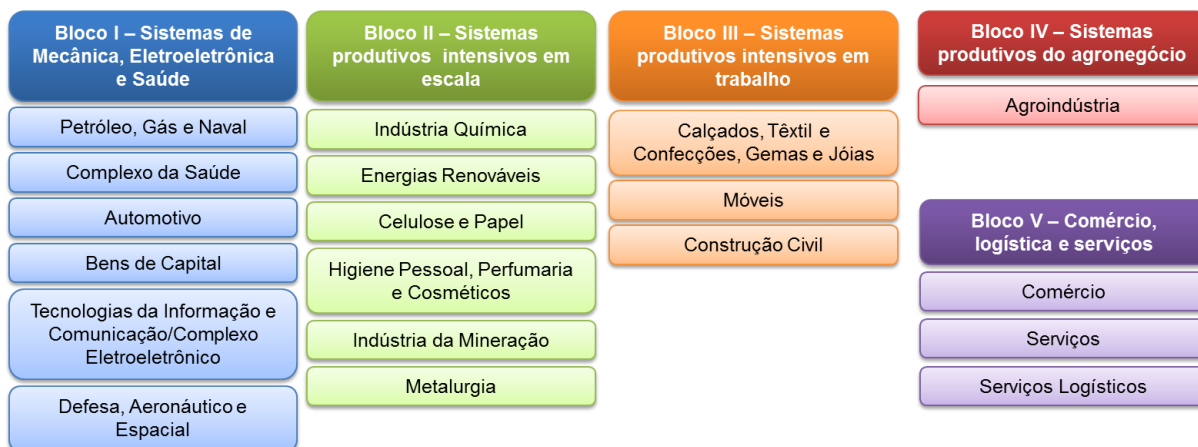 Bloco I – Sistemas de
Mecânica, Eletroeletrônica
e Saúde
Petróleo, Gás e Naval
Complexo da Saúde
Automotivo
Bens de Capital
Tecnologias da Informação e
Comunicação/Complexo
Eletroeletrônico
Defesa, Aeronáutico e
Espacial
Bloco II – Sistemas
produtivos intensivos em
escala
Indústria Química
Energias Renováveis
Celulose e Papel
Higiene Pessoal, Perfumaria
e Cosméticos
Indústria da Mineração
Metalurgia
Bloco III – Sistemas
produtivos intensivos em
trabalho
Calçados, Têxtil e
Confecções, Gemas e Jóias
Móveis
Construção Civil
Bloco IV – Sistemas
produtivos do agronegócio
Agroindústria
Bloco V – Comércio,
logística e serviços
Comércio
Serviços
Serviços Logísticos